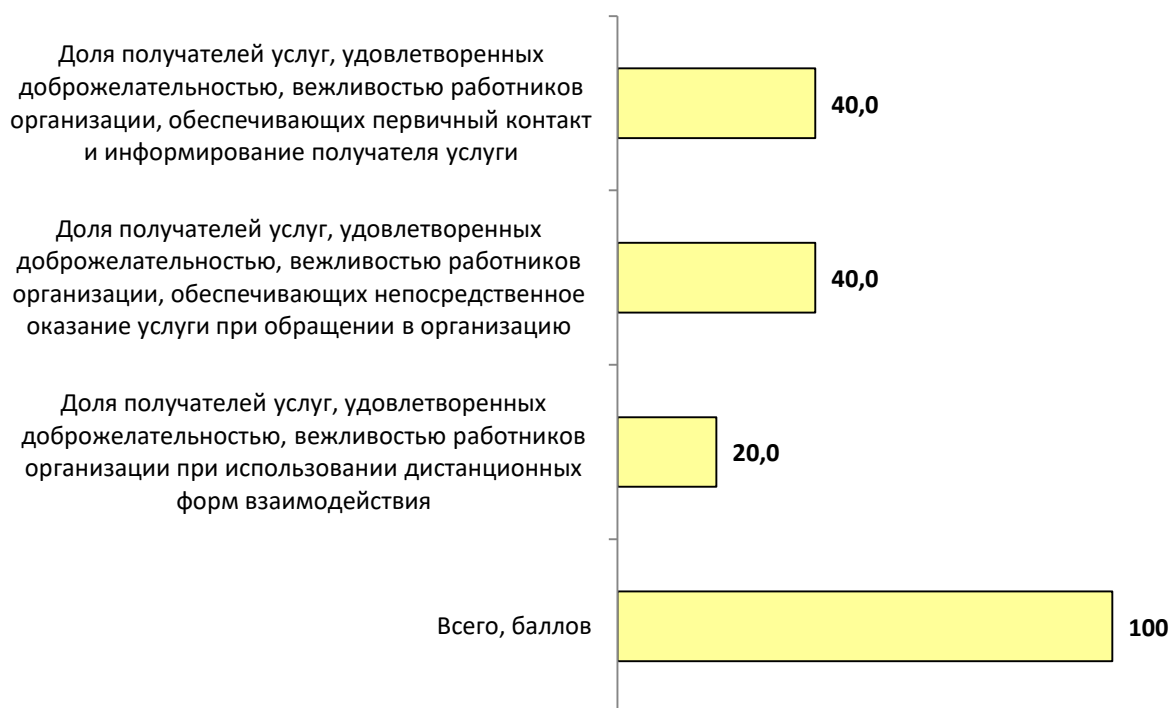 Доля получателей услуг, удовлетворенных
доброжелательностью, вежливостью работников
организации, обеспечивающих первичный контакт
и информирование получателя услуги
40,0
Доля получателей услуг, удовлетворенных
доброжелательностью, вежливостью работников
организации, обеспечивающих непосредственное
оказание услуги при обращении в организацию
40,0
Доля получателей услуг, удовлетворенных
доброжелательностью, вежливостью работников
организации при использовании дистанционных
форм взаимодействия
20,0
Всего, баллов
100